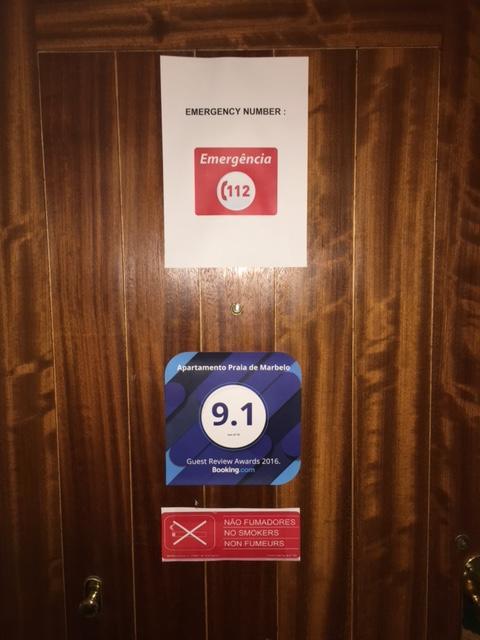 EMERGENCY NUMBER :
Emergência
112
Apartamento Praia de Marbelo
9.1
Guest Review Awards 2016.
Booking.com
NÃO FUMADORES
NO SMOKERS
NON FUMEURS